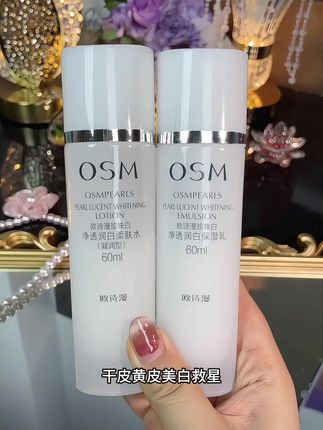 OSM
OSMPEARLS
PEARL LUCENT WHITENING
LOTION
欧诗漫珍珠白
净透润白柔肤水
(凝润型)
60ml
欧诗漫
OSM
OSMPEARLS
PEARL LUCENT WHITENING
EMULSION
欧诗漫珍珠白
净透润白保湿乳
60ml
欧诗漫
干皮黄皮美白救星